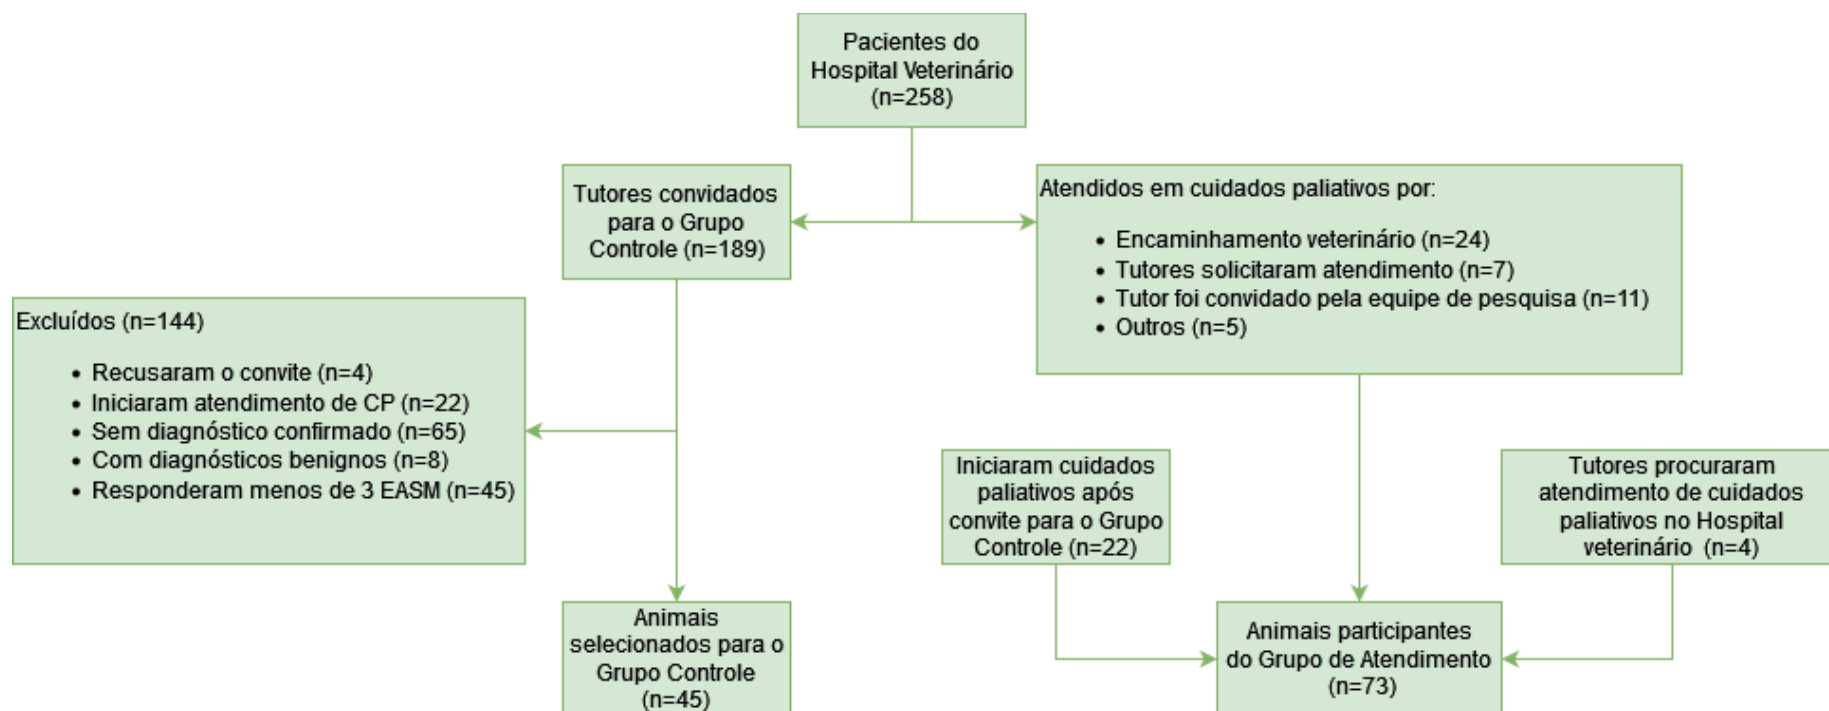 Pacientes do
Hospital Veterinário
(n=258)
Tutores convidados
para o Grupo
Controle (n=189)
Atendidos em cuidados paliativos por:
• Encaminhamento veterinário (n=24)
• Tutores solicitaram atendimento (n=7)
• Tutor foi convidado pela equipe de pesquisa (n=11)
• Outros (n=5)
Excluídos (n=144)
• Recusaram o convite (n=4)
• Iniciaram atendimento de CP (n=22)
• Sem diagnóstico confirmado (n=65)
• Com diagnósticos benignos (n=8)
• Responderam menos de 3 EASM (n=45)
Iniciaram cuidados
paliativos após
convite para o Grupo
Controle (n=22)
Tutores procuraram
atendimento de cuidados
paliativos no Hospital
veterinário (n=4)
Animais
selecionados para o
Grupo Controle
(n=45)
Animais participantes
do Grupo de Atendimento
(n=73)